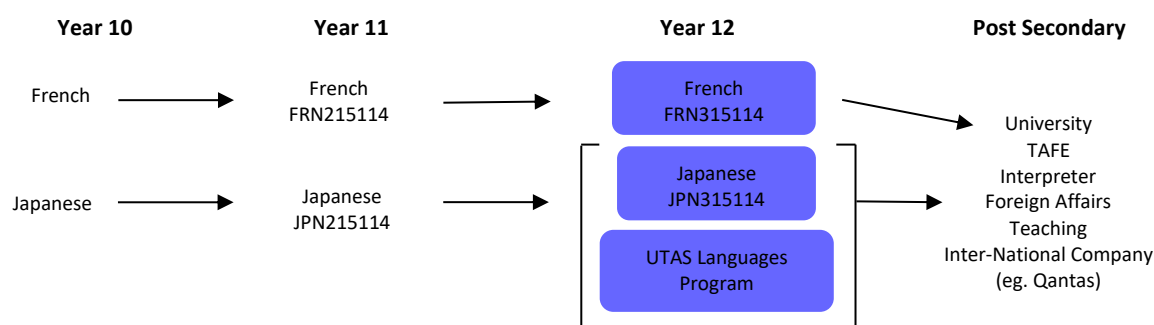 Year 10
Year 11
Year 12
Post Secondary
French
French
FRN215114
French
FRN315114
Japanese
Japanese
JPN215114
Japanese
JPN315114
UTAS Languages
Program
University
TAFE
Interpreter
Foreign Affairs
Teaching
Inter-National Company
(eg. Qantas)